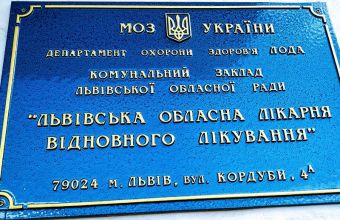 МОЗ УКРАЇНИ
ДЕПАРТАМЕНТ ОХОРОНИ ЗДОРОВ'Я ЛОДА
КОМУНАЛЬНИЙ ЗАКЛАД
ЛЬВІВСЬКОЇ ОБЛАСНОЇ РАДИ
"ЛЬВІВСЬКА ОБЛАСНА ЛІКАРНЯ
ВІДНОВНОГО ЛІКУВАННЯ"
79024 м. ЛЬВІВ, вул. КОРДУБИ, 4А